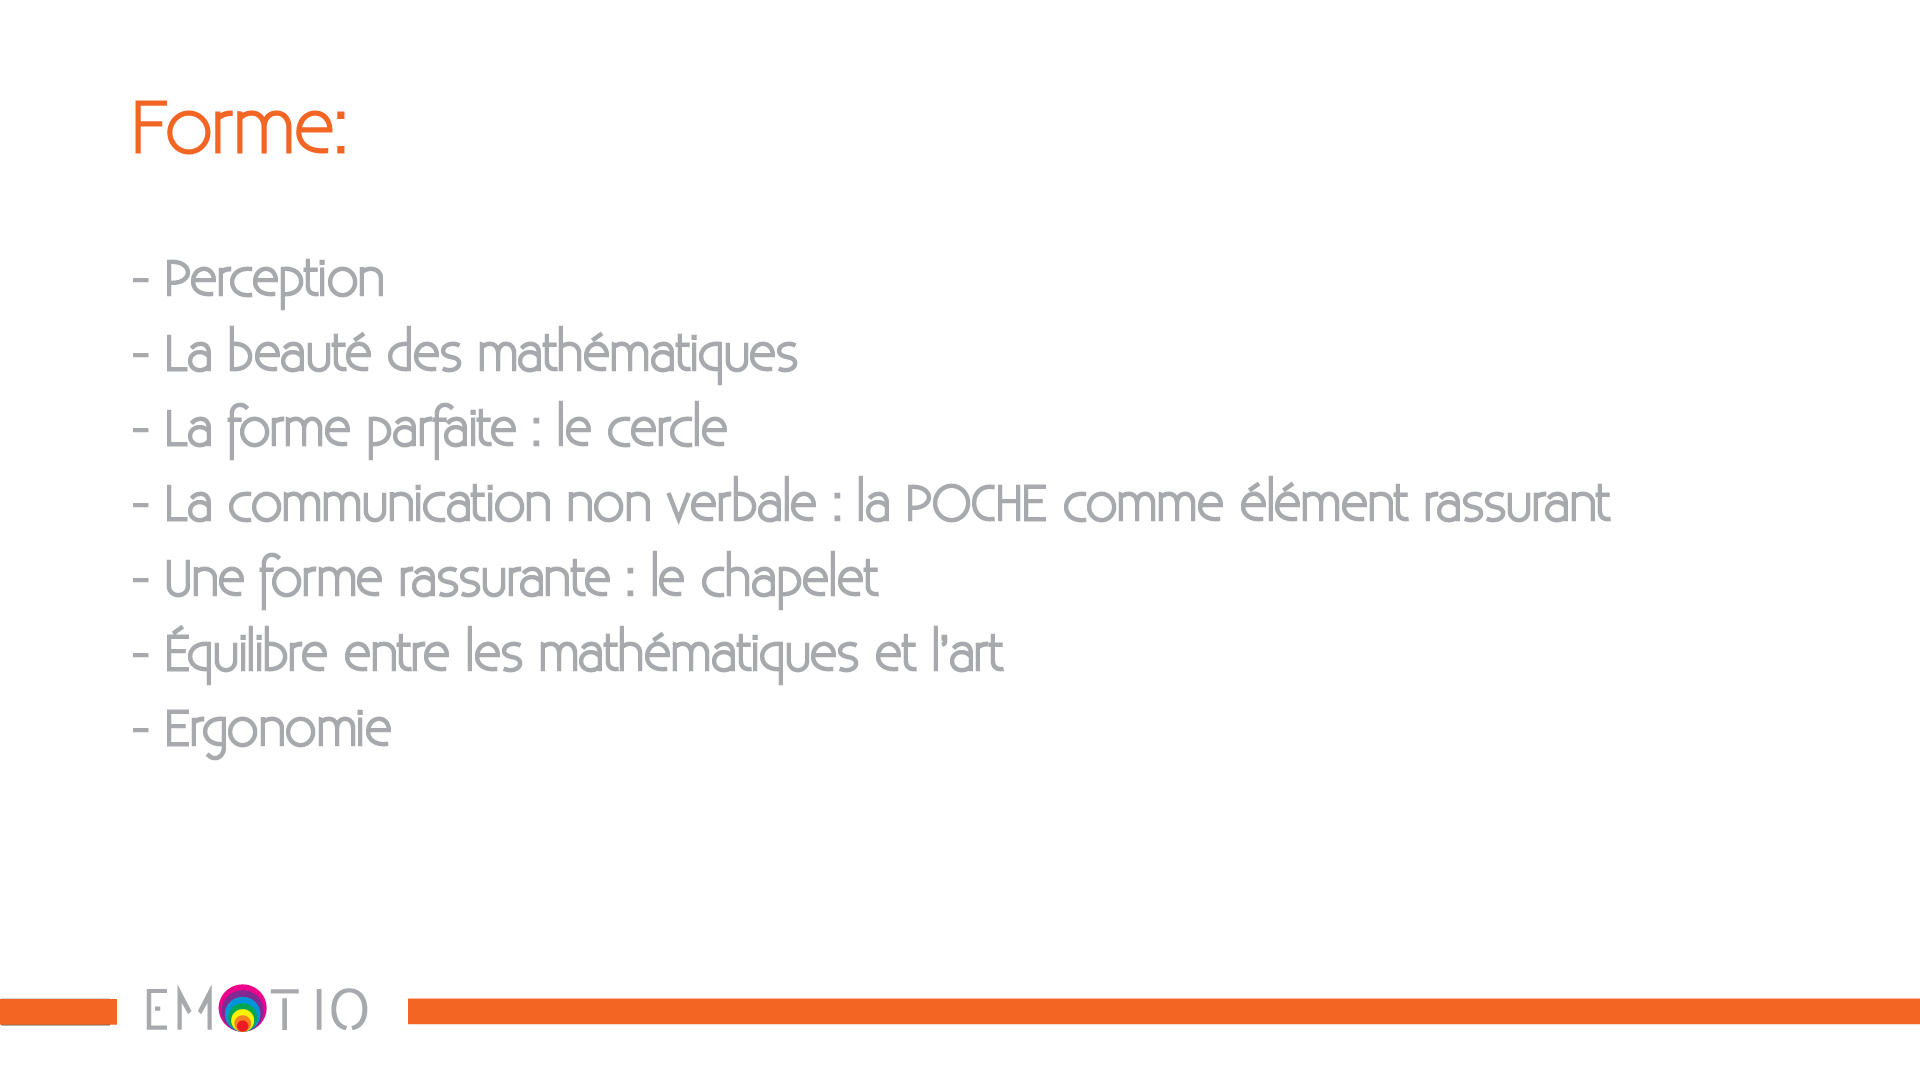 Forme:
- Perception
- La beauté des mathématiques
- La forme parfaite : le cercle
- La communication non verbale : la POCHE comme élément rassurant
- Une forme rassurante : le chapelet
- Équilibre entre les mathématiques et l'art
- Ergonomie
EMOTIO